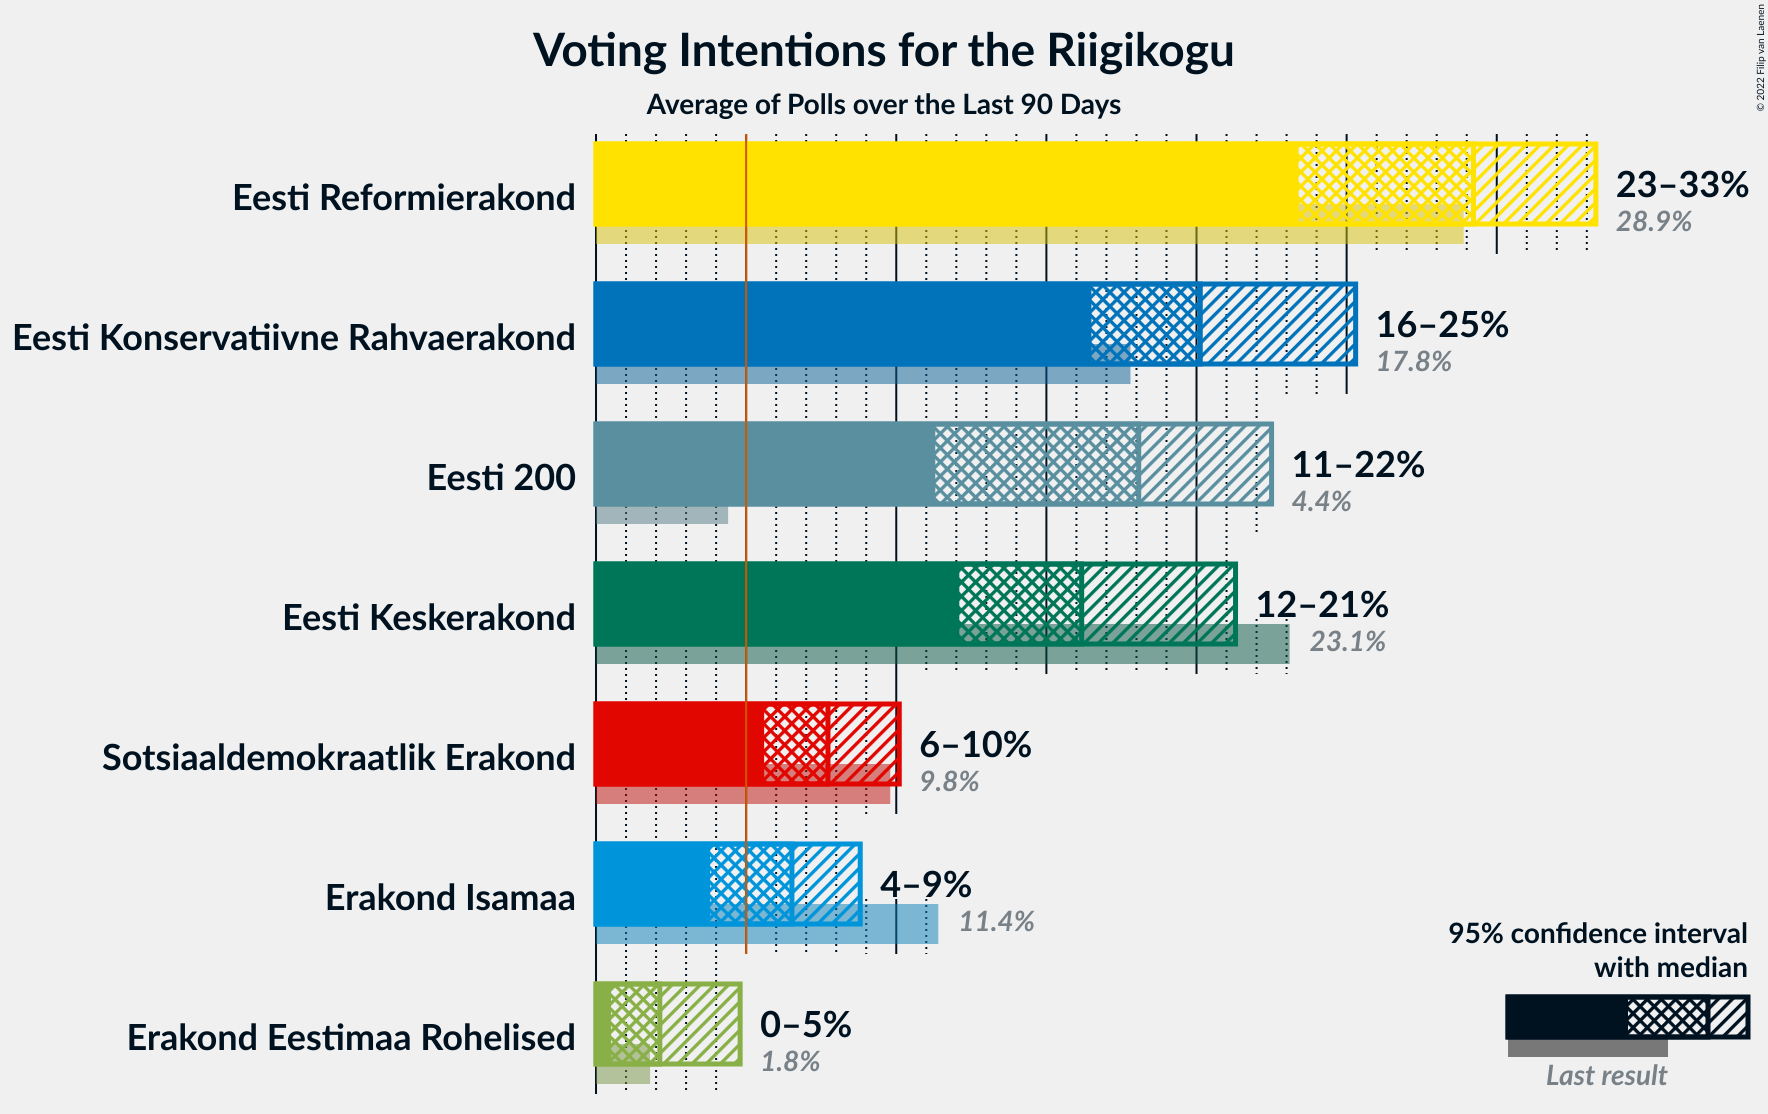 Voting Intentions for the Riigikogu
Average of Polls over the Last 90 Days
© 2022 Filip van Laenen
Eesti Reformierakond
23–33%
28.9%
Eesti Konservatiivne Rahvaerakond
16–25%
17.8%
Eesti 200
11–22%
4.4%
Eesti Keskerakond
12–21%
23.1%
Sotsiaaldemokraatlik Erakond
6–10%
9.8%
Erakond Isamaa
4–9%
11.4%
Erakond Eestimaa Rohelised
0–5%
1.8%
95% confidence interval
with median
Last result